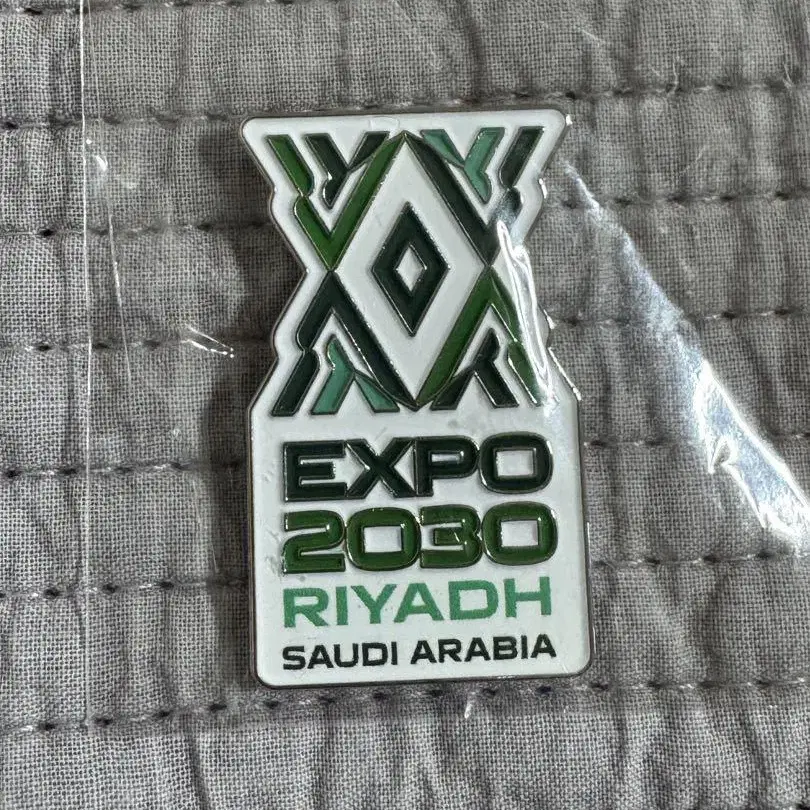 EXPO
2030
RIYADH
SAUDI ARABIA